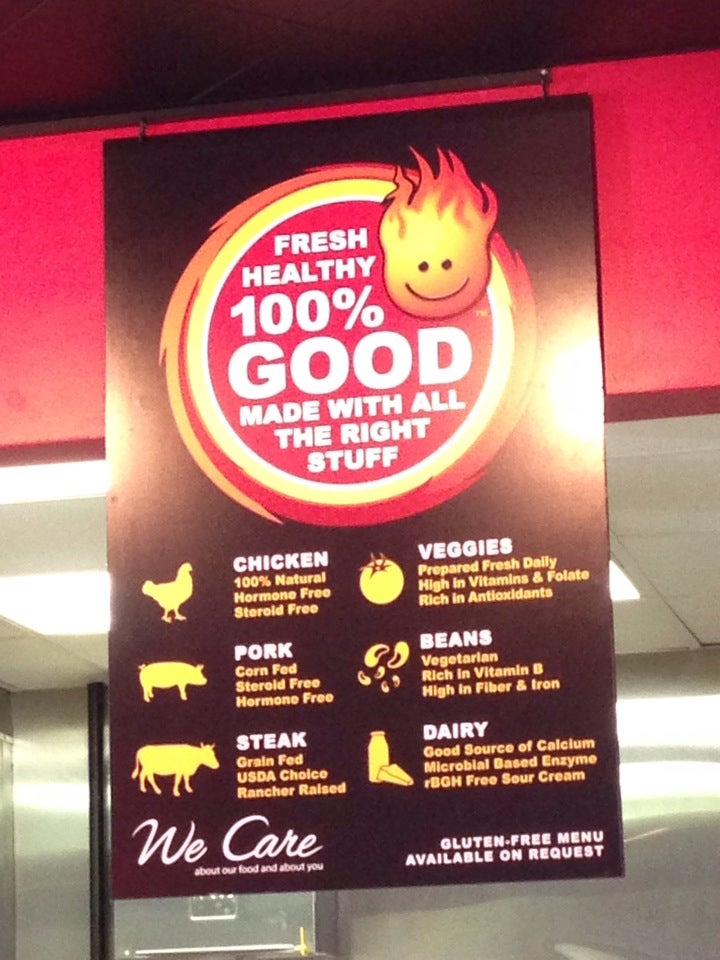 FRESH
HEALTHY
100%
GOOD
MADE WITH ALL
THE RIGHT
STUFF
TM
CHICKEN
100% Natural
Hormone Free
Steroid Free
VEGGIES
Prepared Fresh Daily
High in Vitamins & Folate
Rich in Antioxidants
PORK
Corn Fed
Steroid Free
Hormone Free
BEANS
Vegetarian
Rich in Vitamin B
High in Fiber & Iron
STEAK
Grain Fed
USDA Choice
Rancher Raised
DAIRY
Good Source of Calcium
Microbial Based Enzyme
rBGH Free Sour Cream
We Care
about our food and about you
GLUTEN-FREE MENU
AVAILABLE ON REQUEST